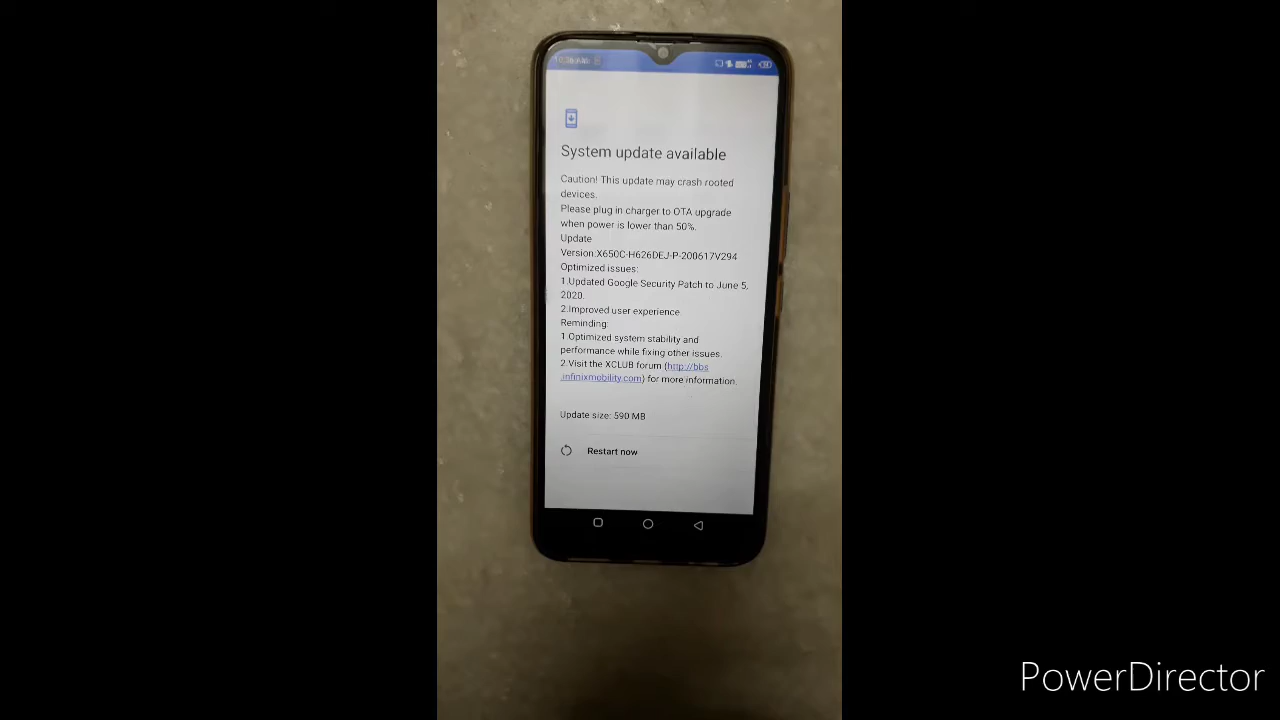 System update available
Caution! This update may crash rooted
devices.
Please plug in charger to OTA upgrade
when power is lower than 50%.
Update
Version:X650C-H626DEJ-P-200617V294
Optimized issues:
1.Updated Google Security Patch to June 5,
2020.
2.Improved user experience.
Reminding:
1.Optimized system stability and
performance while fixing other issues.
2.Visit the XCLUB forum (http://bbs
.infinixmobility.com) for more information.
Update size: 590 MB
Restart now
PowerDirector